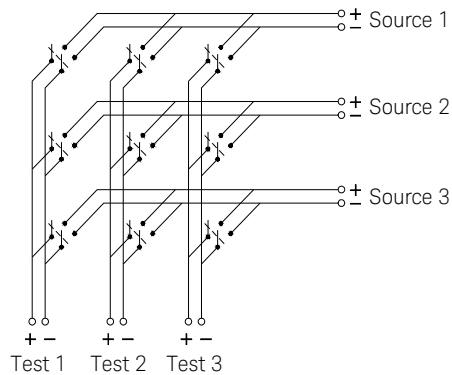 +
− Source 1
+
− Source 2
+
− Source 3
+ − + − + −
Test 1 Test 2 Test 3